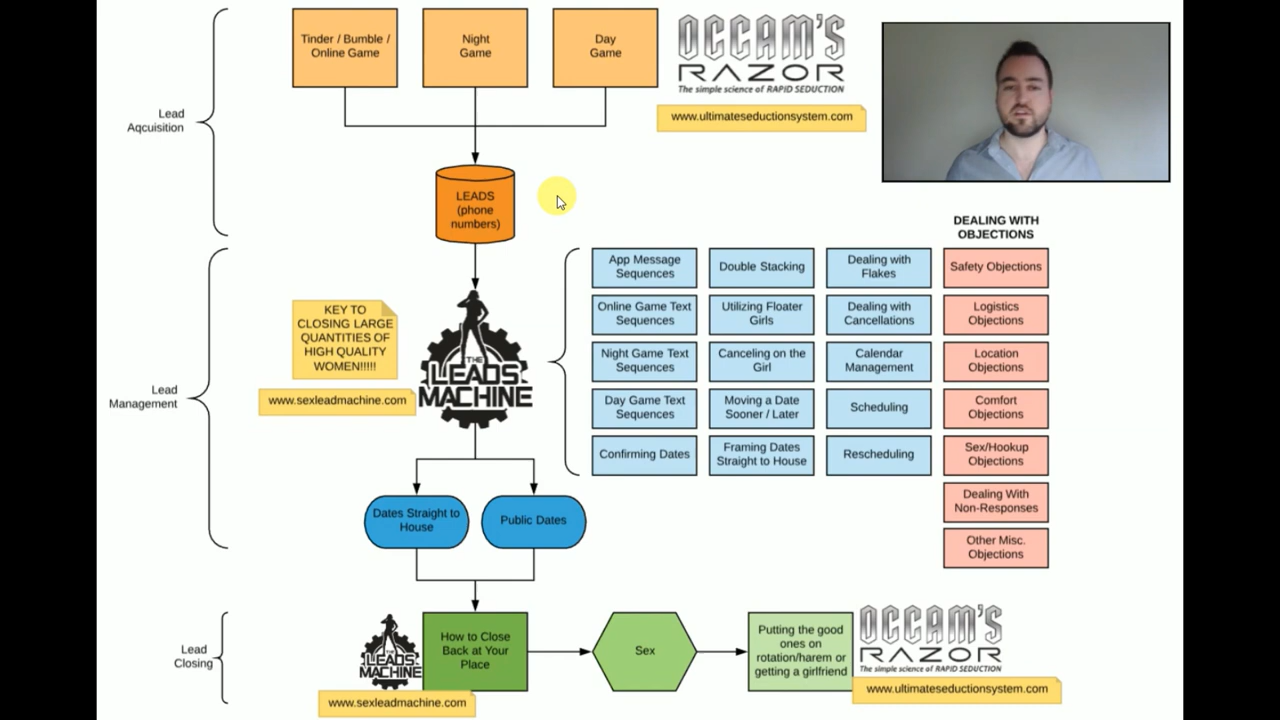 Tinder / Bumble /
Online Game
Night
Game
Day
Game
OCCAM'S
RAZOR
The simple science of RAPID SEDUCTION
www.ultimateseductionsystem.com
Lead
Aqcuisition
LEADS
(phone
numbers)
DEALING WITH
OBJECTIONS
App Message
Sequences
Double Stacking
Dealing with
Flakes
Safety Objections
Online Game Text
Sequences
Utilizing Floater
Girls
Dealing with
Cancellations
Logistics
Objections
Night Game Text
Sequences
Canceling on the
Girl
Calendar
Management
Location
Objections
Day Game Text
Sequences
Moving a Date
Sooner / Later
Scheduling
Comfort
Objections
Confirming Dates
Framing Dates
Straight to House
Rescheduling
Sex/Hookup
Objections
Dealing With
Non-Responses
Other Misc.
Objections
KEY TO
CLOSING LARGE
QUANTITIES OF
HIGH QUALITY
WOMEN!!!!!
www.sexleadmachine.com
THE
LEADS
MACHINE
Lead
Management
Dates Straight to
House
Public Dates
Lead
Closing
THE
LEADS
MACHINE
www.sexleadmachine.com
How to Close
Back at Your
Place
Sex
Putting the good
ones on
rotation/harem or
getting a girlfriend
OCCAM'S
RAZOR
The simple science of RAPID SEDUCTION
www.ultimateseductionsystem.com